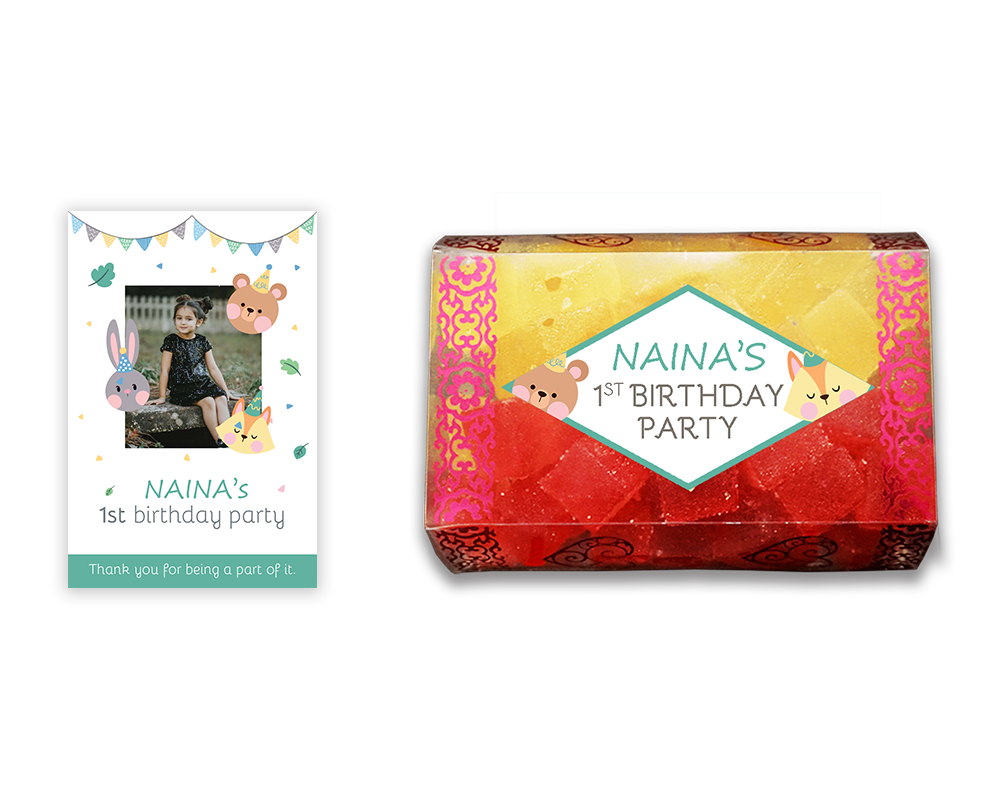 NAINA's
1st birthday party
Thank you for being a part of it.
NAINA'S
1ST BIRTHDAY
PARTY